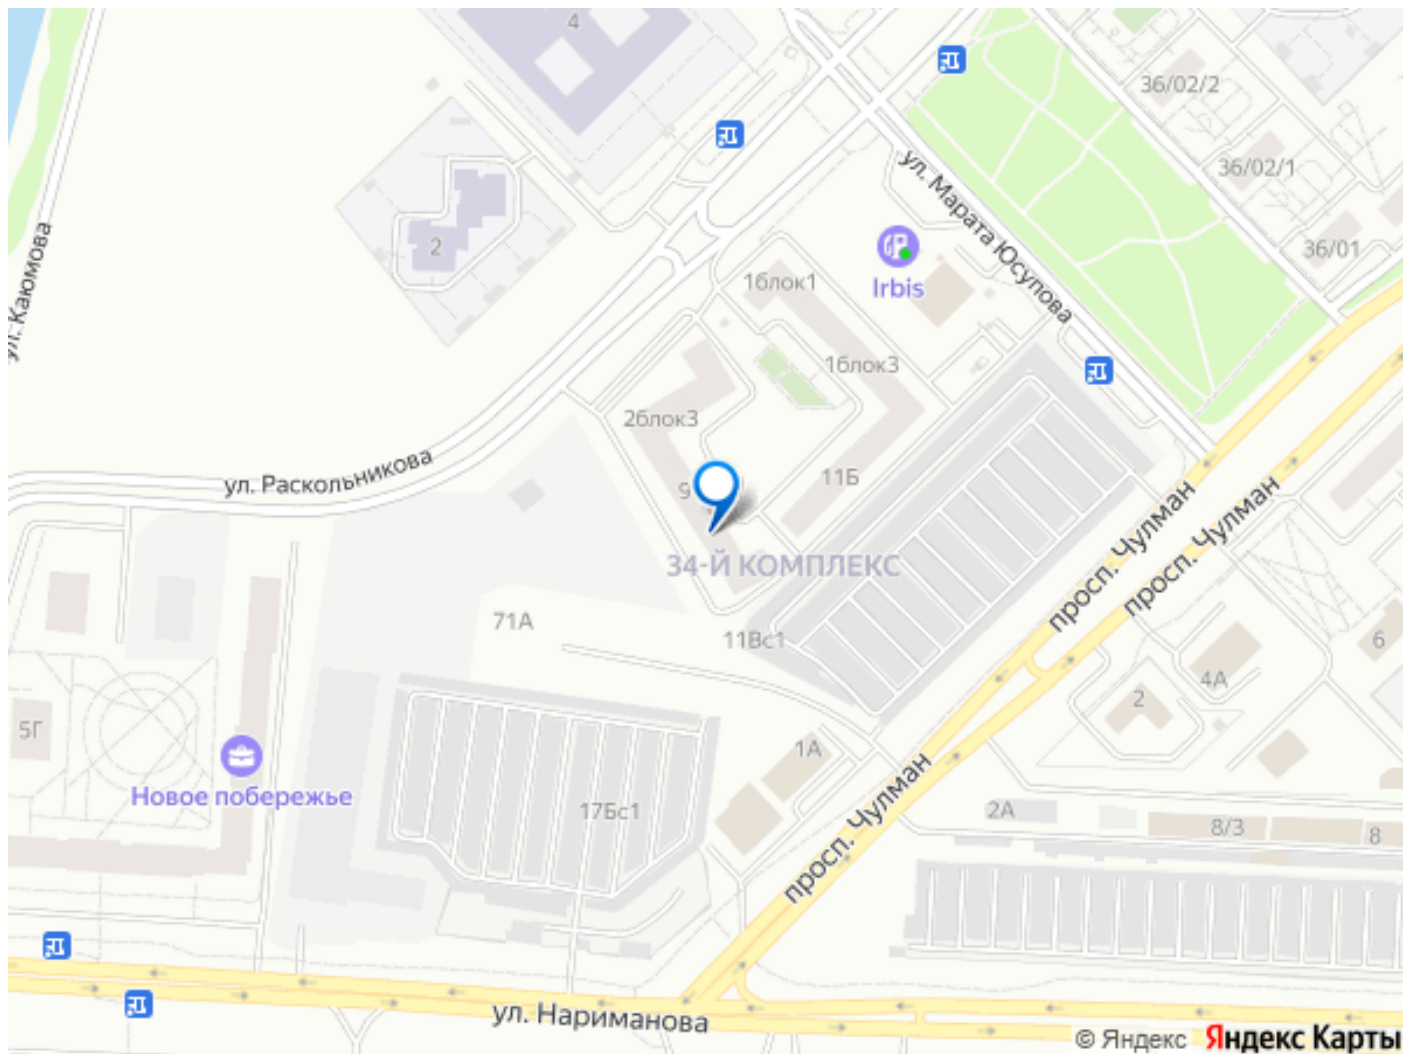 4
36/02/2
36/02/1
36/01
ул. Марата Юсупова
ул. Каюмова
2
Irbis
1блок1
1блок3
2блок3
9
11Б
ул. Раскольникова
34-Й КОМПЛЕКС
просп. Чулман
просп. Чулман
71А
11Вс1
6
4А
2
5Г
1А
Новое побережье
17Бс1
просп. Чулман
2А
8/3
8
ул. Нариманова
© Яндекс Яндекс Карты